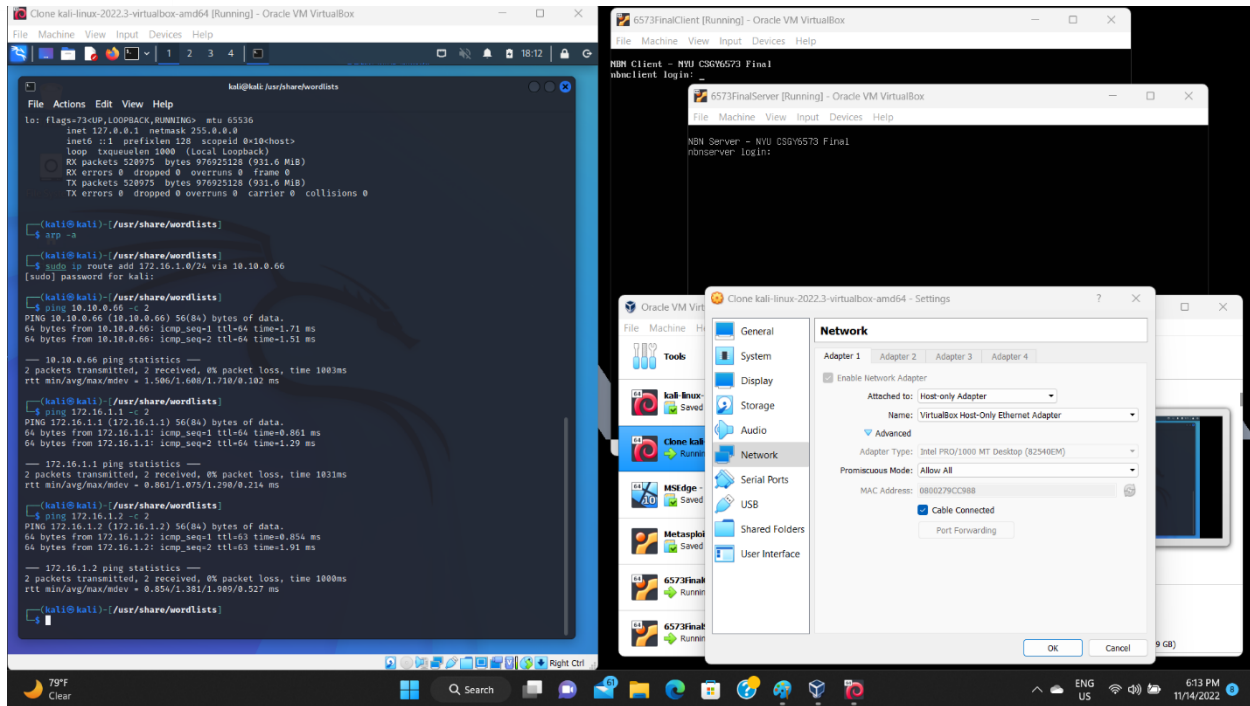 Clone kali-linux-2022.3-virtualbox-amd64 [Running] - Oracle VM VirtualBox
File Machine View Input Devices Help
1 2 3 4
18:12
kali@kali: /usr/share/wordlists
File Actions Edit View Help
lo: flags=73<UP,LOOPBACK,RUNNING> mtu 65536
inet 127.0.0.1 netmask 255.0.0.0
inet6 ::1 prefixlen 128 scopeid 0×10<host>
loop txqueuelen 1000 (Local Loopback)
RX packets 520975 bytes 976925128 (931.6 MiB)
RX errors 0 dropped 0 overruns 0 frame 0
TX packets 520975 bytes 976925128 (931.6 MiB)
TX errors 0 dropped 0 overruns 0 carrier 0 collisions 0
(kali㉿kali)-[/usr/share/wordlists]
$ arp -a
(kali㉿kali)-[/usr/share/wordlists]
$ sudo ip route add 172.16.1.0/24 via 10.10.0.66
[sudo] password for kali:
(kali㉿kali)-[/usr/share/wordlists]
$ ping 10.10.0.66 -c 2
PING 10.10.0.66 (10.10.0.66) 56(84) bytes of data.
64 bytes from 10.10.0.66: icmp_seq=1 ttl=64 time=1.71 ms
64 bytes from 10.10.0.66: icmp_seq=2 ttl=64 time=1.51 ms
— 10.10.0.66 ping statistics —
2 packets transmitted, 2 received, 0% packet loss, time 1003ms
rtt min/avg/max/mdev = 1.506/1.608/1.710/0.102 ms
(kali㉿kali)-[/usr/share/wordlists]
$ ping 172.16.1.1 -c 2
PING 172.16.1.1 (172.16.1.1) 56(84) bytes of data.
64 bytes from 172.16.1.1: icmp_seq=1 ttl=64 time=0.861 ms
64 bytes from 172.16.1.1: icmp_seq=2 ttl=64 time=1.29 ms
— 172.16.1.1 ping statistics —
2 packets transmitted, 2 received, 0% packet loss, time 1031ms
rtt min/avg/max/mdev = 0.861/1.075/1.290/0.214 ms
(kali㉿kali)-[/usr/share/wordlists]
$ ping 172.16.1.2 -c 2
PING 172.16.1.2 (172.16.1.2) 56(84) bytes of data.
64 bytes from 172.16.1.2: icmp_seq=1 ttl=63 time=0.854 ms
64 bytes from 172.16.1.2: icmp_seq=2 ttl=63 time=1.91 ms
— 172.16.1.2 ping statistics —
2 packets transmitted, 2 received, 0% packet loss, time 1000ms
rtt min/avg/max/mdev = 0.854/1.381/1.909/0.527 ms
(kali㉿kali)-[/usr/share/wordlists]
$
Right Ctrl
6573FinalClient [Running] - Oracle VM VirtualBox
File Machine View Input Devices Help
NBN Client - NYU CSGY6573 Final
nbnclient login: _
6573FinalServer [Running] - Oracle VM VirtualBox
File Machine View Input Devices Help
NBN Server - NYU CSGY6573 Final
nbnserver login:
Oracle VM Virt
File Machine H
Tools
kali-linux-
Saved
Clone kali
Runnin
MSEdge -
Saved
Metasploi
Saved
6573Final
Runnin
6573Final
Runnin
9 GB)
Clone kali-linux-2022.3-virtualbox-amd64 - Settings
General
System
Display
Storage
Audio
Network
Serial Ports
USB
Shared Folders
User Interface
Network
Adapter 1 Adapter 2 Adapter 3 Adapter 4
Enable Network Adapter
Attached to: Host-only Adapter
Name: VirtualBox Host-Only Ethernet Adapter
Advanced
Adapter Type: Intel PRO/1000 MT Desktop (82540EM)
Promiscuous Mode: Allow All
MAC Address: 0800279CC988
Cable Connected
Port Forwarding
OK Cancel
79°F
Clear
Search
61
ENG
US
6:13 PM
11/14/2022
8